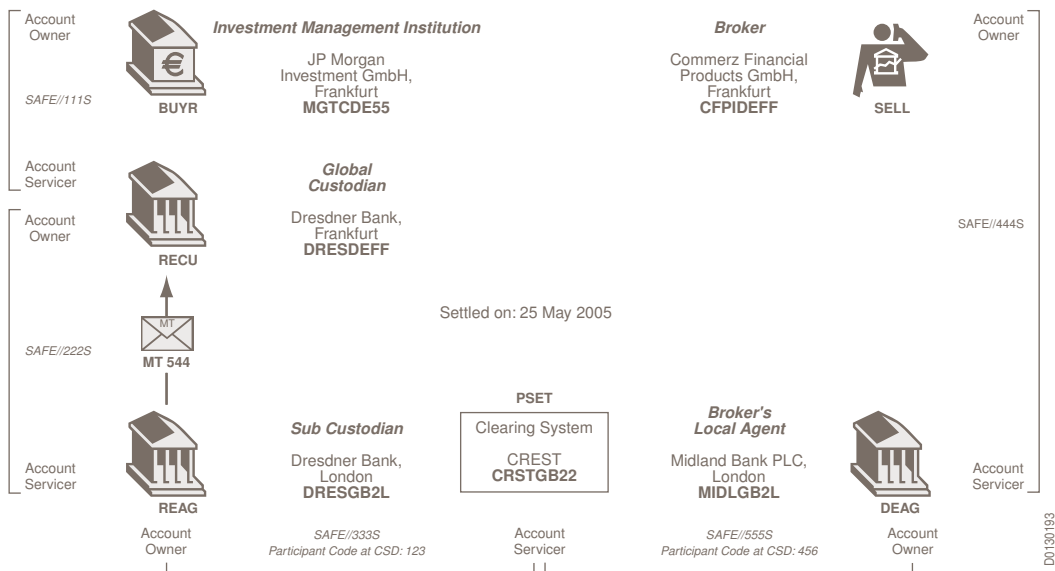 Account
Owner
Investment Management Institution
Broker
Account
Owner
JP Morgan
Investment GmbH,
Frankfurt
MGTCDE55
Commerz Financial
Products GmbH,
Frankfurt
CFPIDEFF
€
SAFE//111S
BUYR
SELL
Account
Servicer
Global
Custodian
Account
Owner
Dresdner Bank,
Frankfurt
DRESDEFF
SAFE//444S
RECU
Settled on: 25 May 2005
MT
SAFE//222S
MT 544
PSET
Sub Custodian
Clearing System
Broker's
Local Agent
Dresdner Bank,
London
DRESGB2L
CREST
CRSTGB22
Midland Bank PLC,
London
MIDLGB2L
Account
Servicer
Account
Servicer
REAG
DEAG
Account
Owner
SAFE//333S
Participant Code at CSD: 123
Account
Servicer
SAFE//555S
Participant Code at CSD: 456
Account
Owner
D0130193